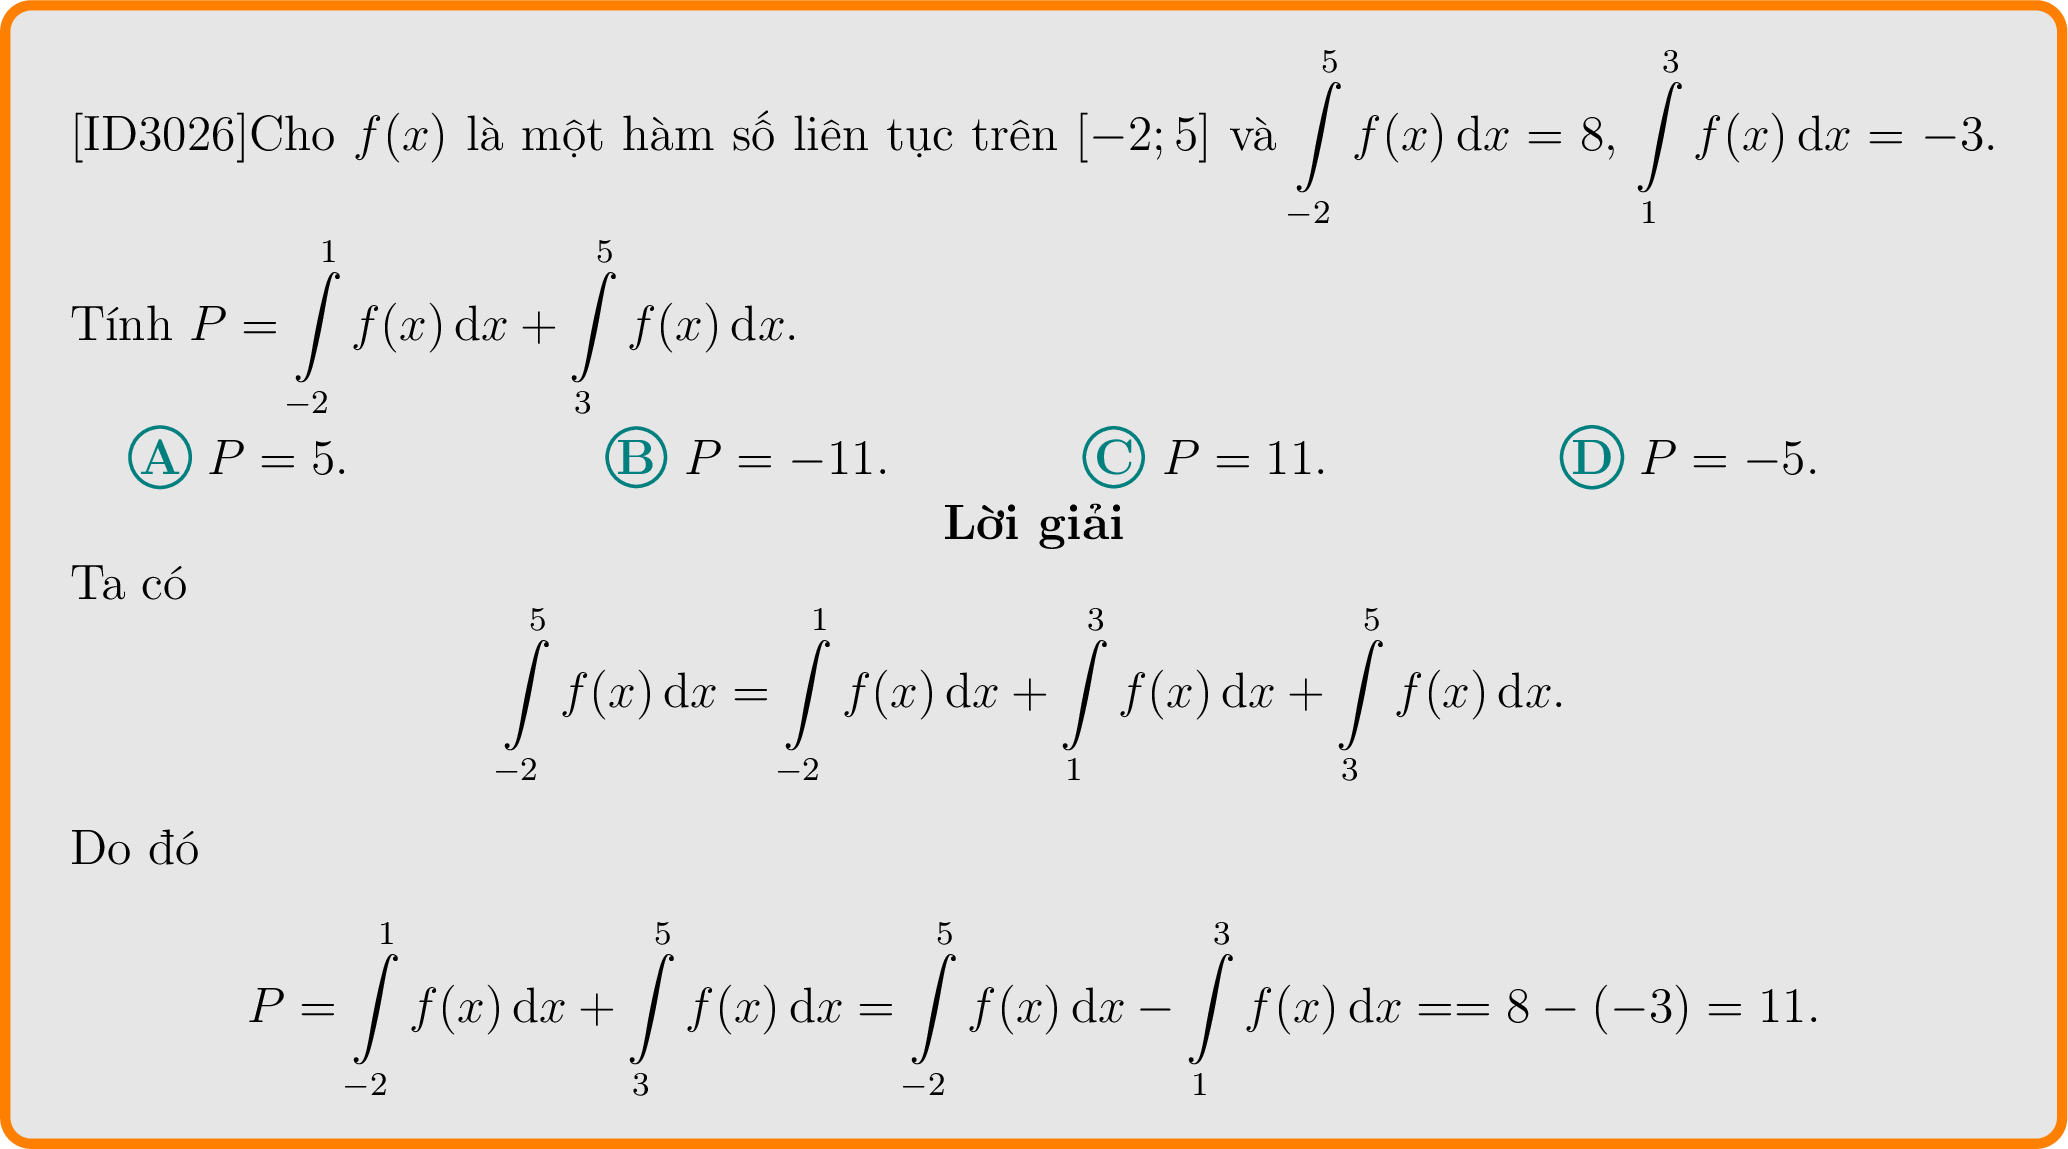 [ID3026]Cho $f(x)$ là một hàm số liên tục trên $[-2;5]$ và $\int\limits_{-2}^{5} f(x)\,\mathrm{d}x = 8$, $\int\limits_{1}^{3} f(x)\,\mathrm{d}x = -3$.
Tính $P = \int\limits_{-2}^{1} f(x)\,\mathrm{d}x + \int\limits_{3}^{5} f(x)\,\mathrm{d}x$.
Ⓐ $P = 5$. Ⓑ $P = -11$. Ⓒ $P = 11$. Ⓓ $P = -5$.
Lời giải
Ta có
$\int\limits_{-2}^{5} f(x)\,\mathrm{d}x = \int\limits_{-2}^{1} f(x)\,\mathrm{d}x + \int\limits_{1}^{3} f(x)\,\mathrm{d}x + \int\limits_{3}^{5} f(x)\,\mathrm{d}x.$
Do đó
$P = \int\limits_{-2}^{1} f(x)\,\mathrm{d}x + \int\limits_{3}^{5} f(x)\,\mathrm{d}x = \int\limits_{-2}^{5} f(x)\,\mathrm{d}x - \int\limits_{1}^{3} f(x)\,\mathrm{d}x == 8 - (-3) = 11.$